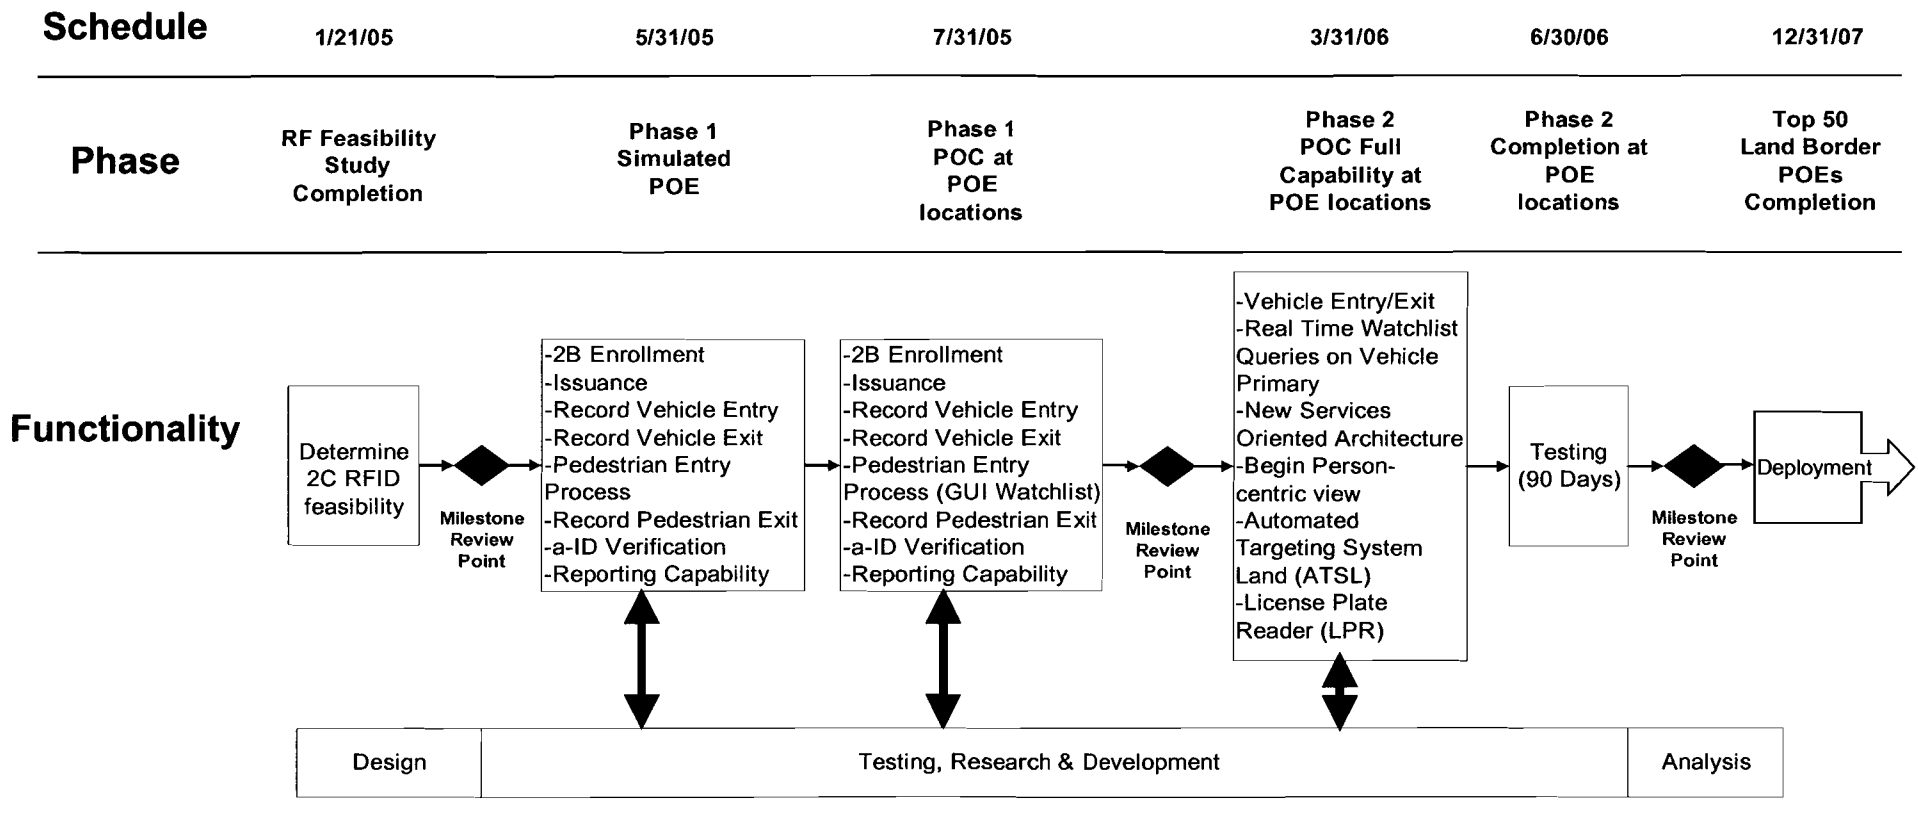 Schedule
1/21/05
5/31/05
7/31/05
3/31/06
6/30/06
12/31/07
Phase
RF Feasibility
Study
Completion
Phase 1
Simulated
POE
Phase 1
POC at
POE
locations
Phase 2
POC Full
Capability at
POE locations
Phase 2
Completion at
POE
locations
Top 50
Land Border
POEs
Completion
Functionality
Determine
2C RFID
feasibility
Milestone
Review
Point
-2B Enrollment
-Issuance
-Record Vehicle Entry
-Record Vehicle Exit
-Pedestrian Entry
Process
-Record Pedestrian Exit
-a-ID Verification
-Reporting Capability
-2B Enrollment
-Issuance
-Record Vehicle Entry
-Record Vehicle Exit
-Pedestrian Entry
Process (GUI Watchlist)
-Record Pedestrian Exit
-a-ID Verification
-Reporting Capability
Milestone
Review
Point
-Vehicle Entry/Exit
-Real Time Watchlist
Queries on Vehicle
Primary
-New Services
Oriented Architecture
-Begin Person-
centric view
-Automated
Targeting System
Land (ATSL)
-License Plate
Reader (LPR)
Testing
(90 Days)
Milestone
Review
Point
Deployment
Design
Testing, Research & Development
Analysis